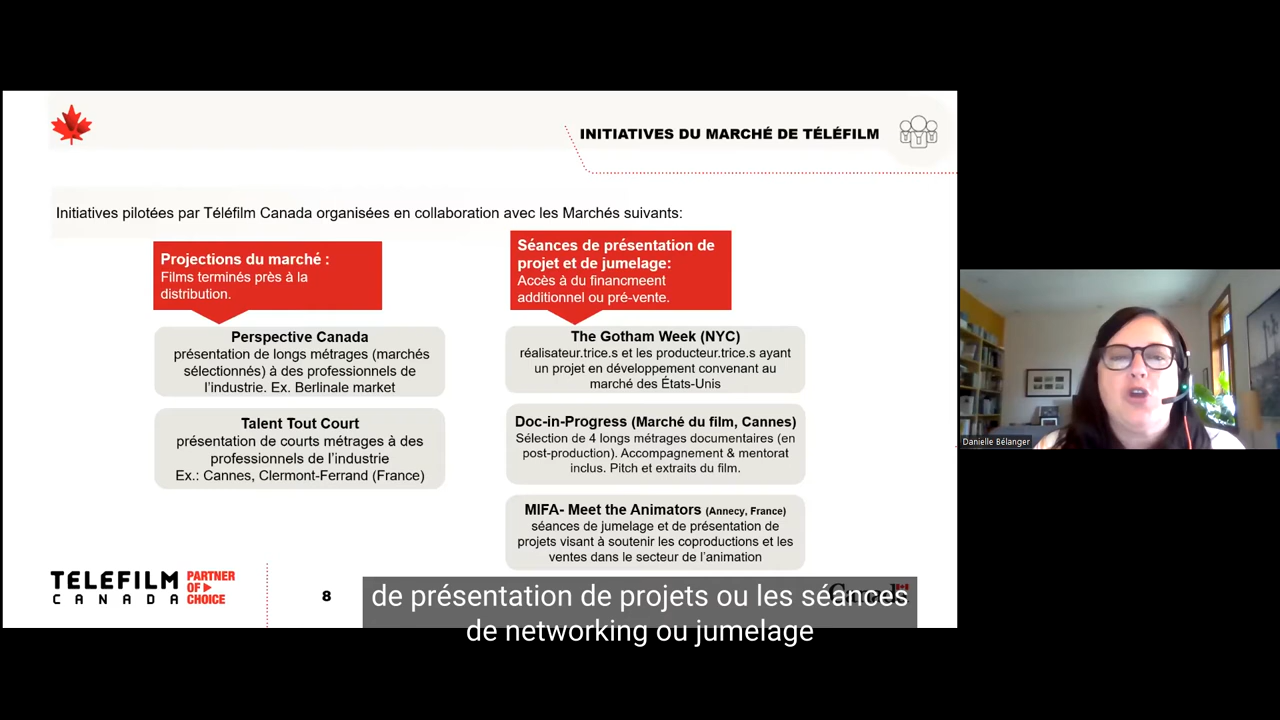 INITIATIVES DU MARCHÉ DE TÉLÉFILM
Initiatives pilotées par Téléfilm Canada organisées en collaboration avec les Marchés suivants:
Projections du marché :
Films terminés près à la
distribution.
Perspective Canada
présentation de longs métrages (marchés
sélectionnés) à des professionnels de
l'industrie. Ex. Berlinale market
Talent Tout Court
présentation de courts métrages à des
professionnels de l'industrie
Ex.: Cannes, Clermont-Ferrand (France)
Séances de présentation de
projet et de jumelage:
Accès à du financmeent
additionnel ou pré-vente.
The Gotham Week (NYC)
réalisateur.trice.s et les producteur.trice.s ayant
un projet en développement convenant au
marché des États-Unis
Doc-in-Progress (Marché du film, Cannes)
Sélection de 4 longs métrages documentaires (en
post-production). Accompagnement & mentorat
inclus. Pitch et extraits du film.
MIFA- Meet the Animators (Annecy, France)
séances de jumelage et de présentation de
projets visant à soutenir les coproductions et les
ventes dans le secteur de l'animation
Danielle Bélanger
TELEFILM
CANADA
PARTNER
OF
CHOICE
8
Canada
de présentation de projets ou les séances
de networking ou jumelage